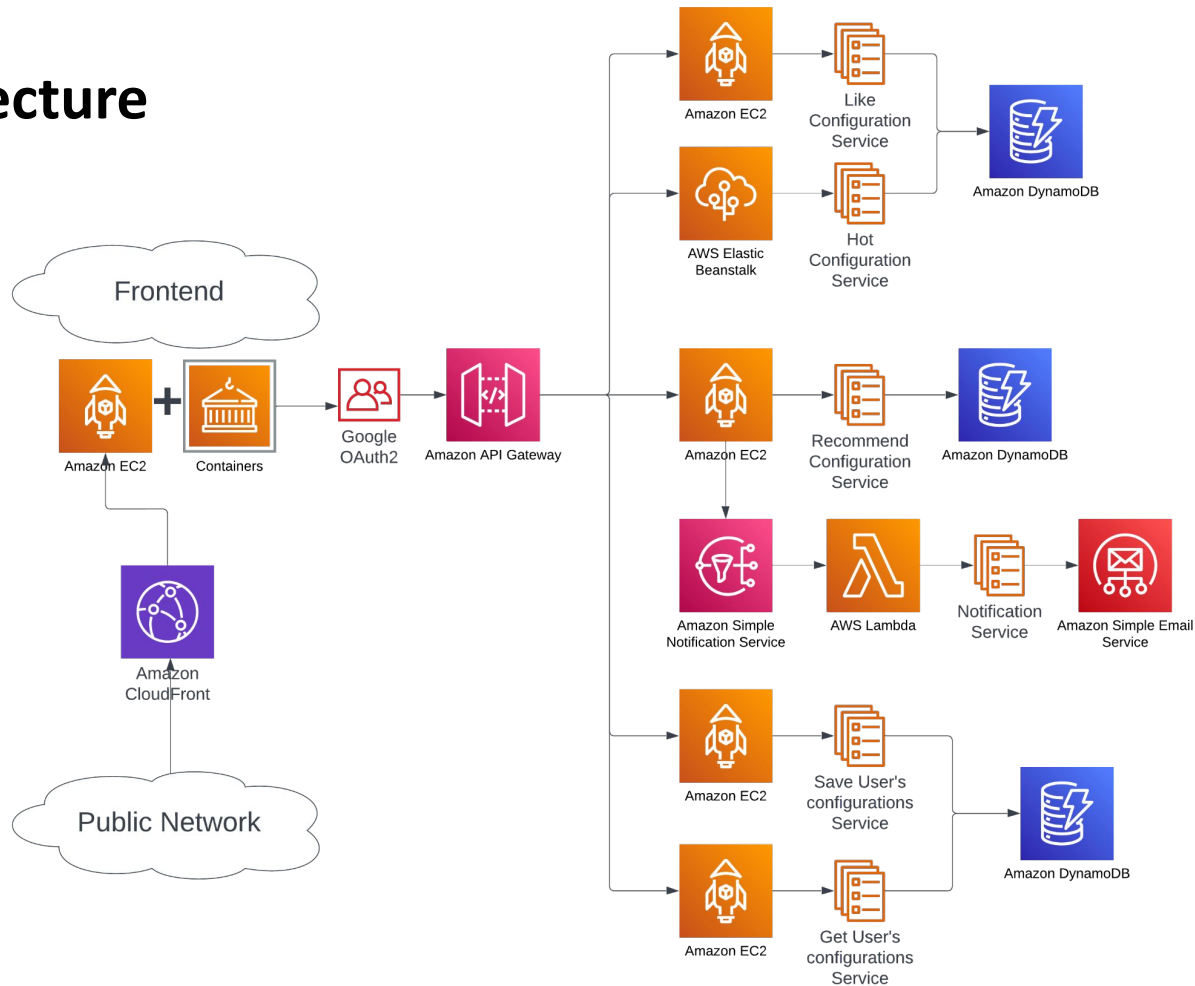 ecture
Amazon EC2
Like
Configuration
Service
Amazon DynamoDB
AWS Elastic
Beanstalk
Hot
Configuration
Service
Frontend
Amazon EC2
Containers
Google
OAuth2
Amazon API Gateway
Amazon EC2
Recommend
Configuration
Service
Amazon DynamoDB
Amazon Simple
Notification Service
AWS Lambda
Notification
Service
Amazon Simple Email
Service
Amazon
CloudFront
Public Network
Amazon EC2
Save User's
configurations
Service
Amazon DynamoDB
Amazon EC2
Get User's
configurations
Service